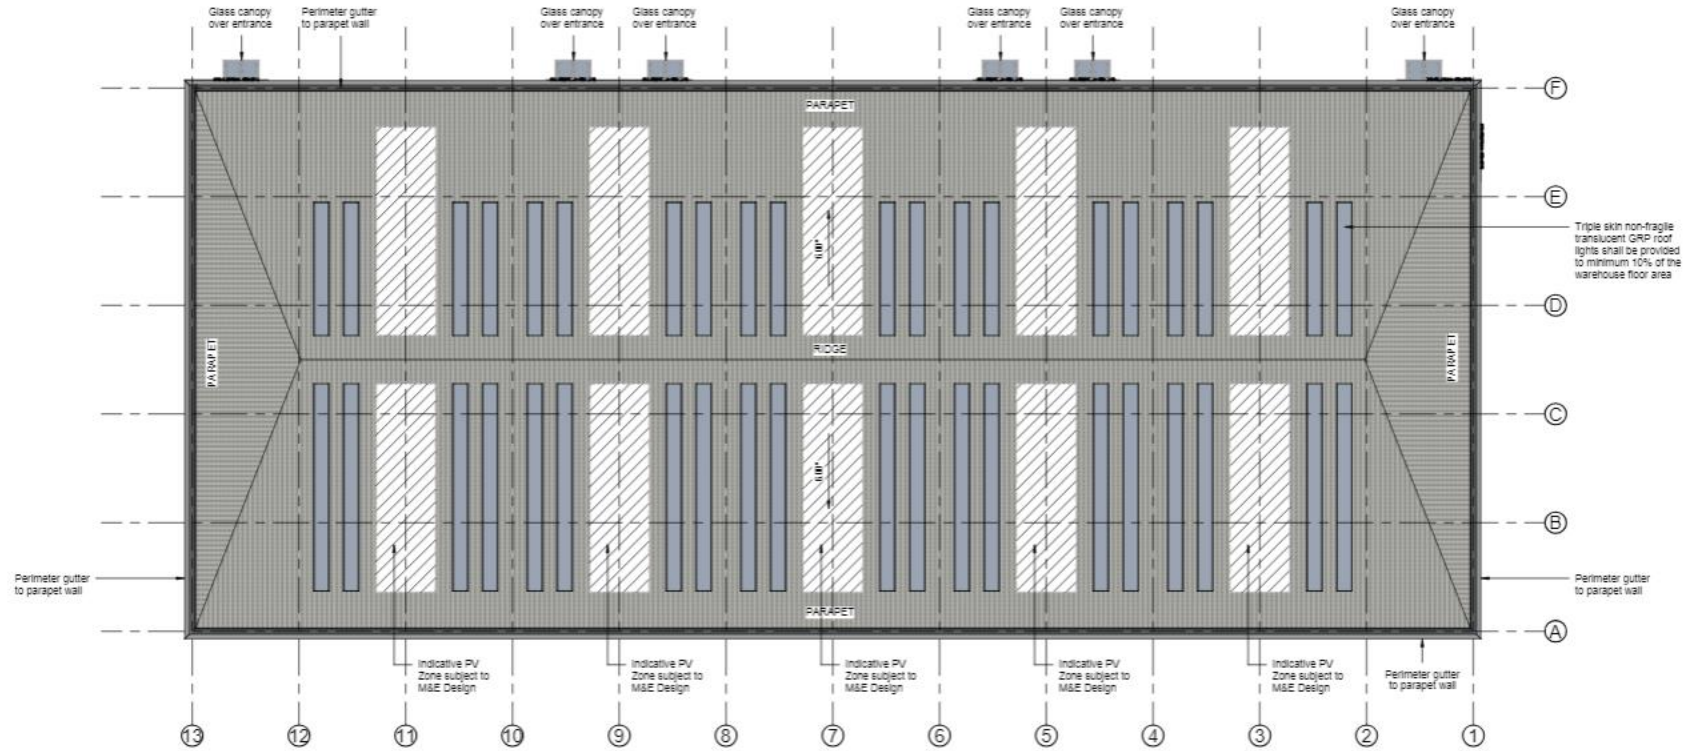 Glass canopy
over entrance
Perimeter gutter
to parapet wall
Glass canopy
over entrance
Glass canopy
over entrance
Glass canopy
over entrance
Glass canopy
over entrance
Glass canopy
over entrance
F
PARAPET
E
Triple skin non-fragile
translucent GRP roof
lights shall be provided
to minimum 10% of the
warehouse floor area
6.00°
D
RIDGE
PARAPET
PARAPET
C
6.00°
B
Perimeter gutter
to parapet wall
Perimeter gutter
to parapet wall
PARAPET
A
Indicative PV
Zone subject to
M&E Design
Indicative PV
Zone subject to
M&E Design
Indicative PV
Zone subject to
M&E Design
Indicative PV
Zone subject to
M&E Design
Indicative PV
Zone subject to
M&E Design
Perimeter gutter
to parapet wall
13 12 11 10 9 8 7 6 5 4 3 2 1